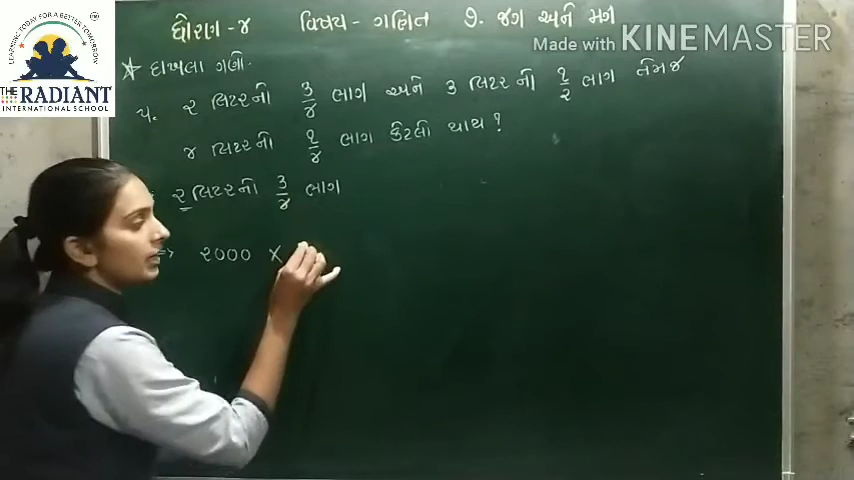 LEARNING TODAY FOR A BETTER TOMORROW
THE RADIANT
INTERNATIONAL SCHOOL
ધોરણ - ૪ વિષય - ગણિત ૭. જગ અને મગ
Made with KINEMASTER
* દાખલા ગણો.
૫. ૨ લિટરની ૩/૪ ભાગ અને ૩ લિટરની ૧/૨ ભાગ તેમજ
૪ લિટરની ૧/૪ ભાગ કેટલો થાય ?
૨ લિટરની ૩/૪ ભાગ
⇒ ૨૦૦૦ ×